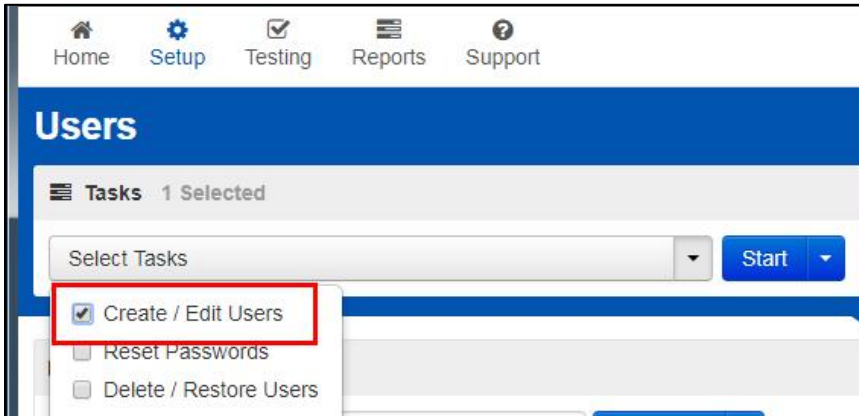 Home Setup Testing Reports Support
Users
Tasks 1 Selected
Select Tasks Start
Create / Edit Users
Reset Passwords
Delete / Restore Users